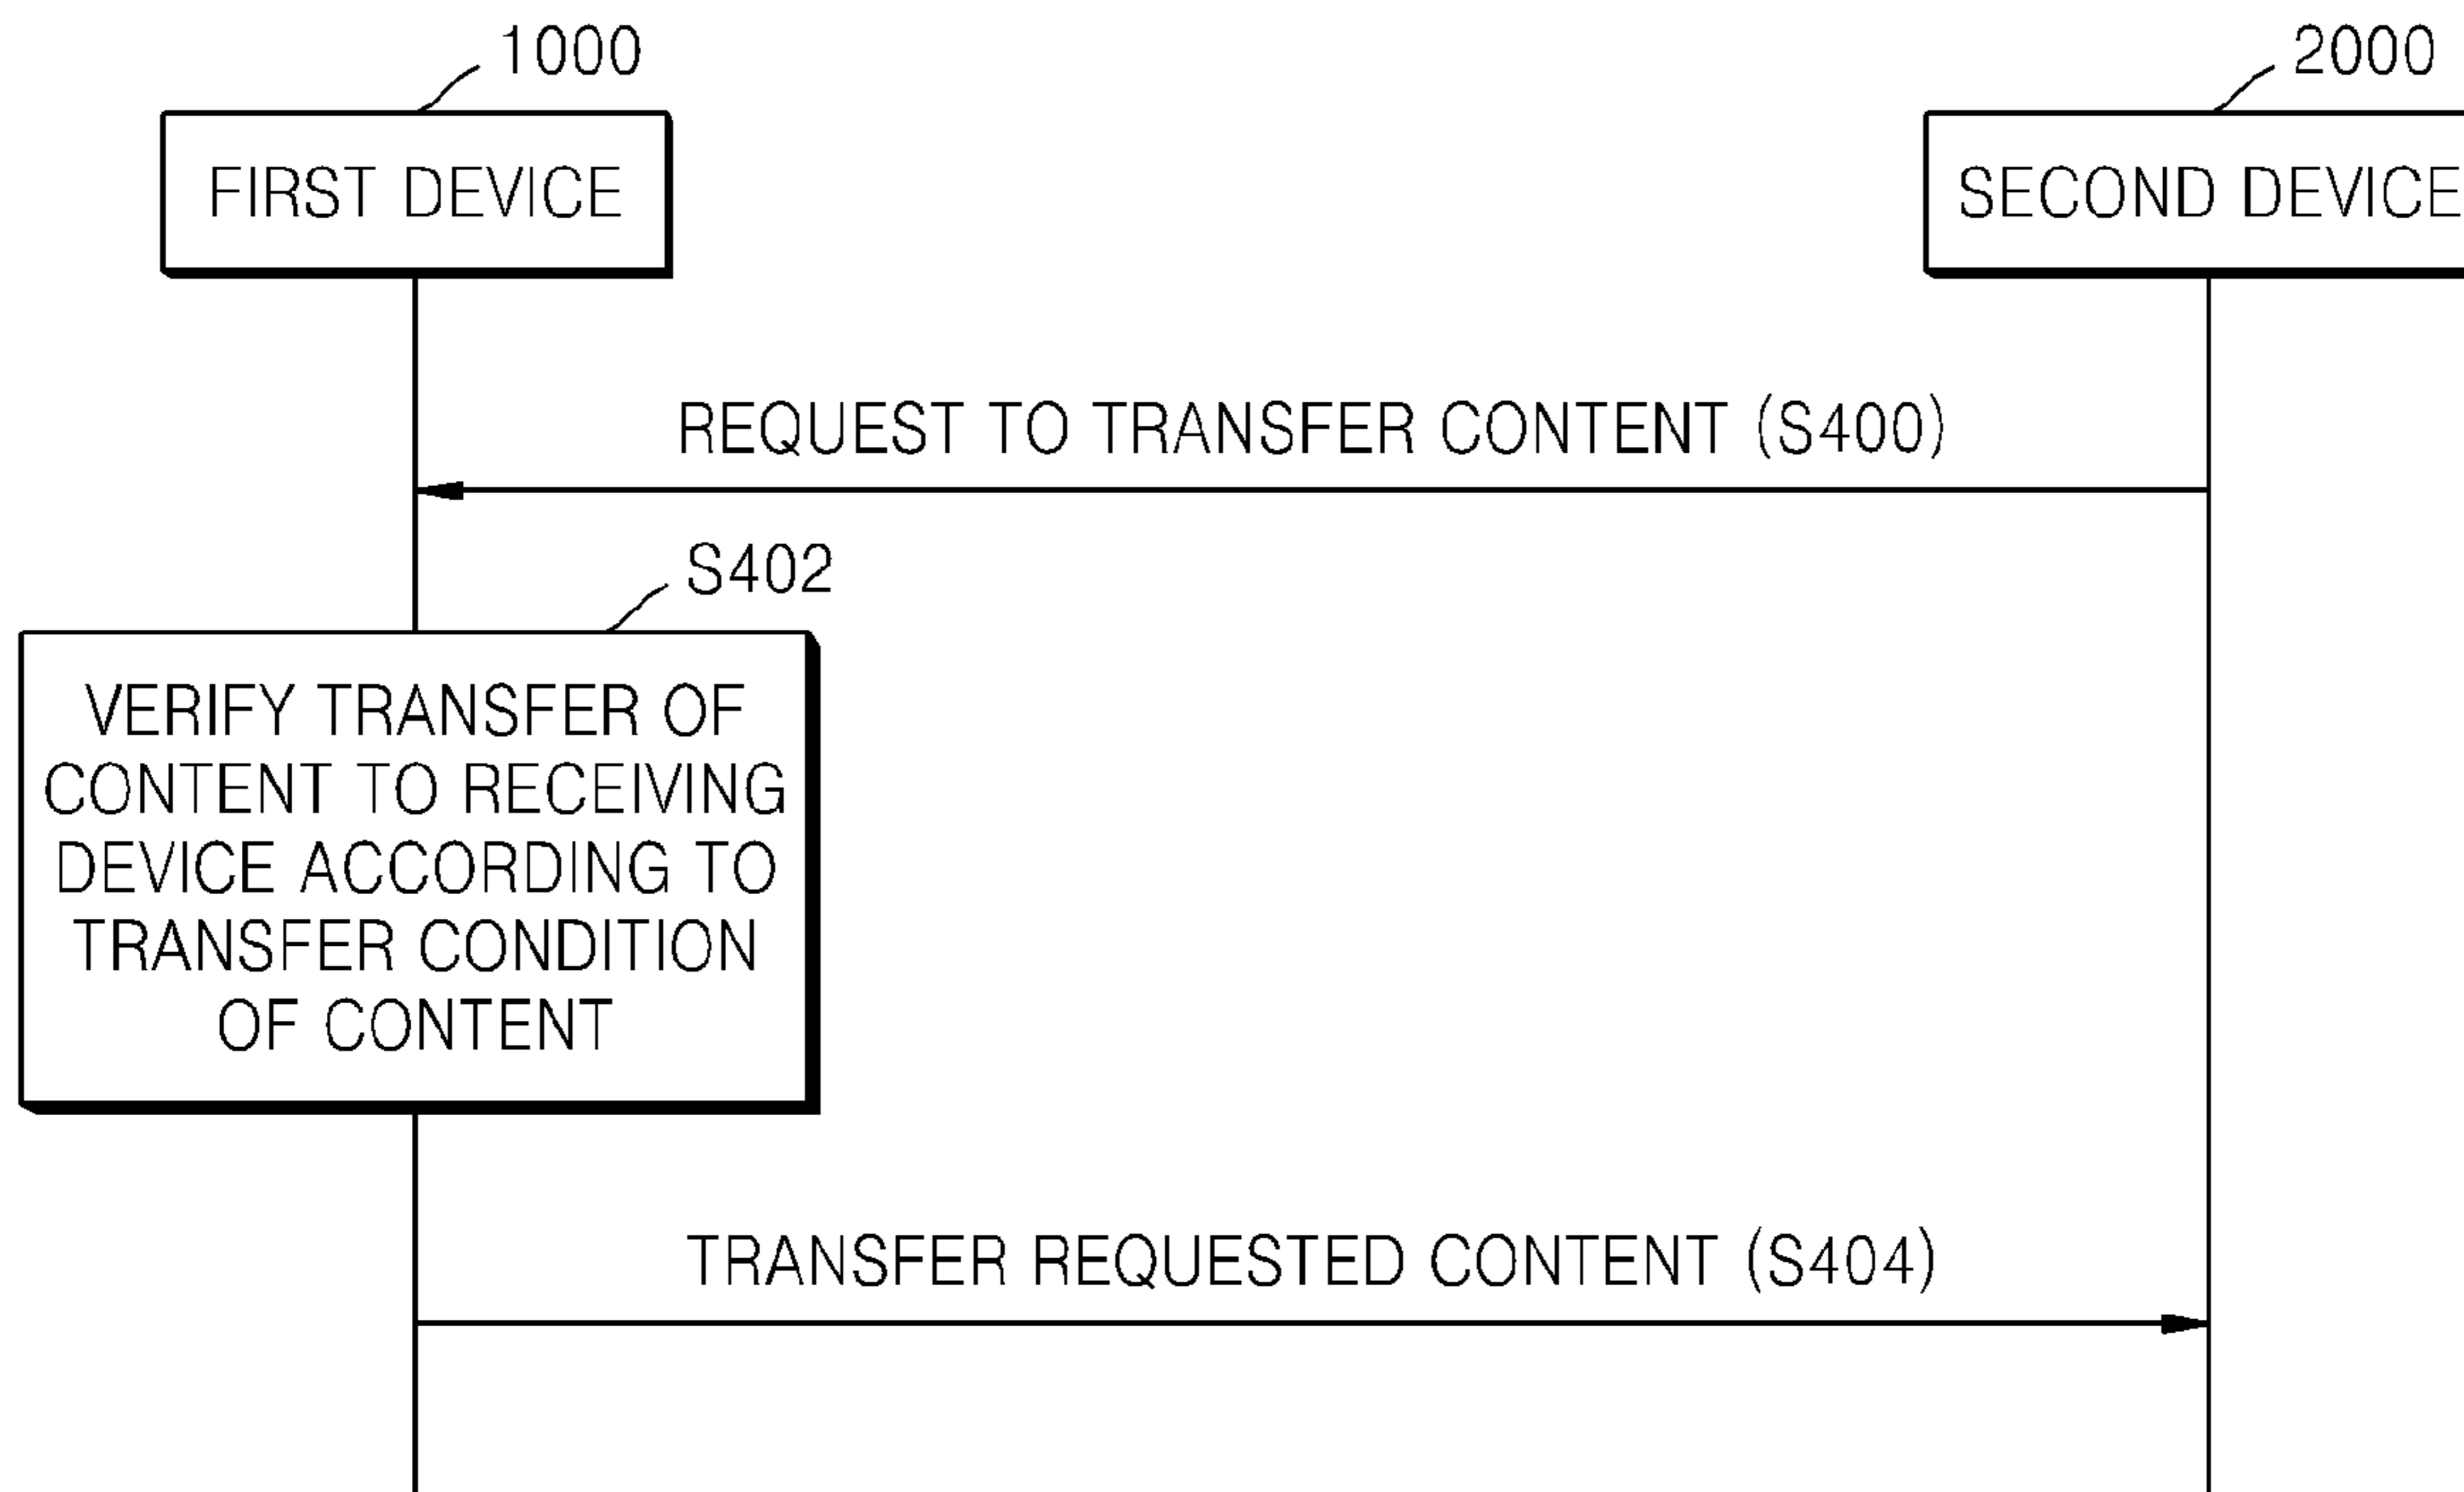 1000
2000
FIRST DEVICE
SECOND DEVICE
REQUEST TO TRANSFER CONTENT (S400)
S402
VERIFY TRANSFER OF
CONTENT TO RECEIVING
DEVICE ACCORDING TO
TRANSFER CONDITION
OF CONTENT
TRANSFER REQUESTED CONTENT (S404)